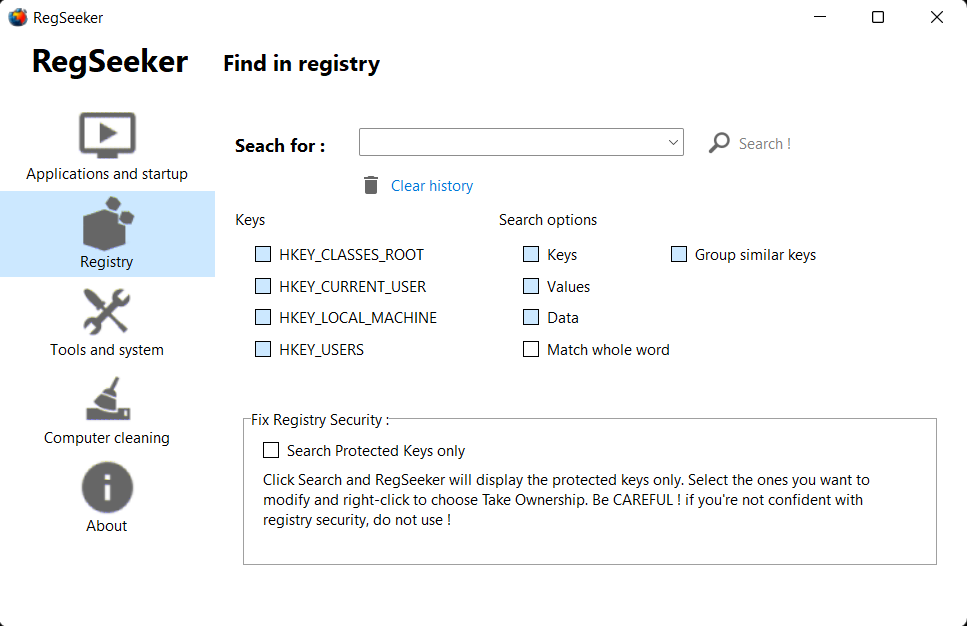 RegSeeker
RegSeeker
Find in registry
Applications and startup
Registry
Tools and system
Computer cleaning
About
Seach for :
Search !
Clear history
Keys
HKEY_CLASSES_ROOT
HKEY_CURRENT_USER
HKEY_LOCAL_MACHINE
HKEY_USERS
Search options
Keys
Values
Data
Match whole word
Group similar keys
Fix Registry Security :
Search Protected Keys only
Click Search and RegSeeker will display the protected keys only. Select the ones you want to
modify and right-click to choose Take Ownership. Be CAREFUL ! if you're not confident with
registry security, do not use !